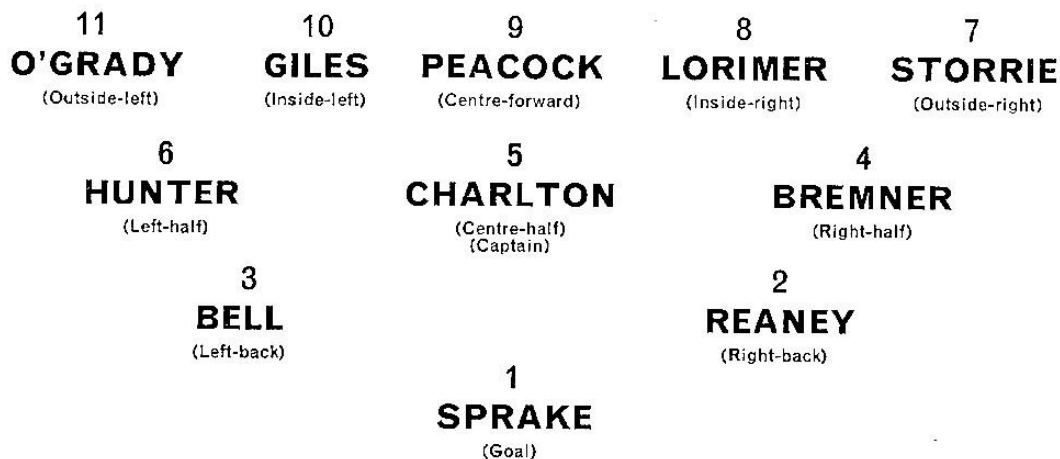 11 10 9 8 7
O'GRADY GILES PEACOCK LORIMER STORRIE
(Outside-left) (Inside-left) (Centre-forward) (Inside-right) (Outside-right)
6 5 4
HUNTER CHARLTON BREMNER
(Left-half) (Centre-half) (Right-half)
(Captain)
3 2
BELL REANEY
(Left-back) (Right-back)
1
SPRAKE
(Goal)